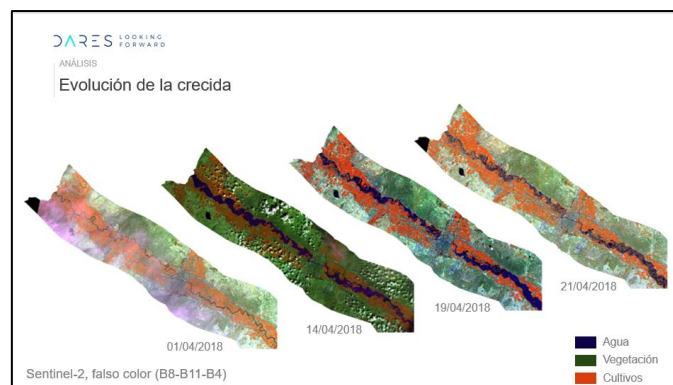 DARES LOOKING
FORWARD
ANÁLISIS
Evolución de la crecida
01/04/2018
14/04/2018
19/04/2018
21/04/2018
Agua
Vegetación
Cultivos
Sentinel-2, falso color (B8-B11-B4)